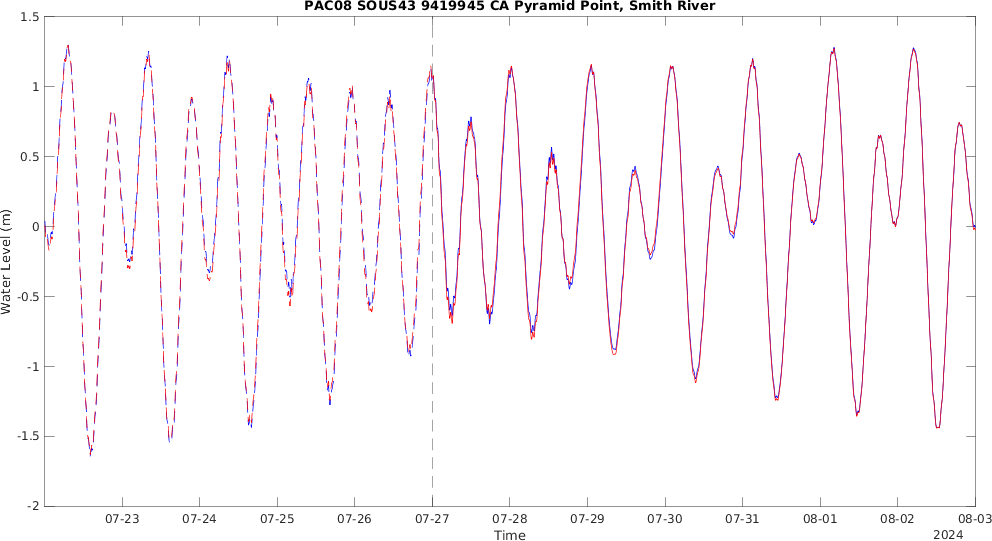 PAC08 SOUS43 9419945 CA Pyramid Point, Smith River
1.5
1
0.5
0
-0.5
-1
-1.5
-2
Water Level (m)
07-23 07-24 07-25 07-26 07-27 07-28 07-29 07-30 07-31 08-01 08-02 08-03
Time
2024